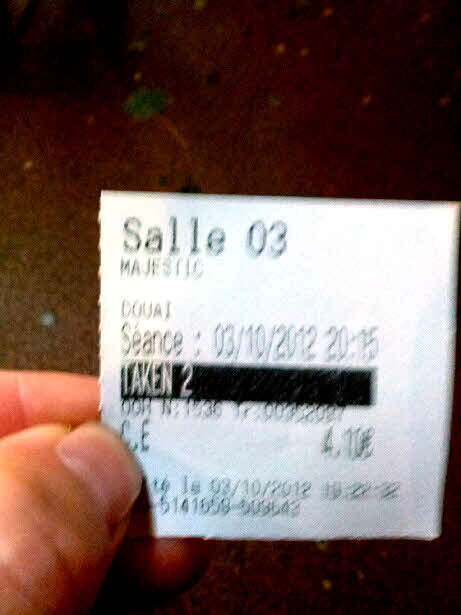 Salle 03
MAJESTIC
DOUAI
Séance : 03/10/2012 20:15
TAKEN 2
C.E 4.10€
le 03/10/2012